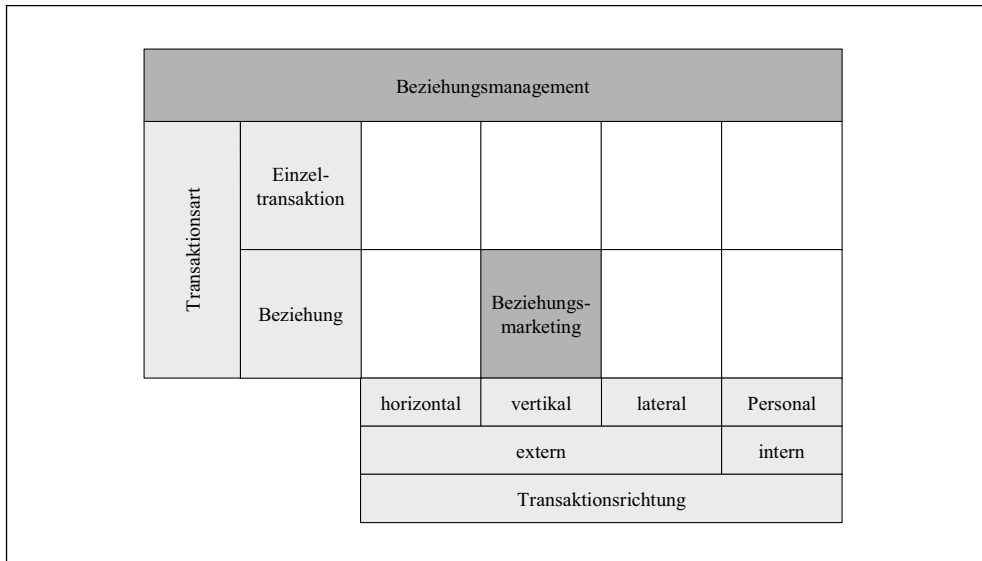 Beziehungsmanagement
Transaktionsart
Einzel-
transaktion
Beziehung
Beziehungs-
marketing
horizontal
vertikal
lateral
Personal
extern
intern
Transaktionsrichtung